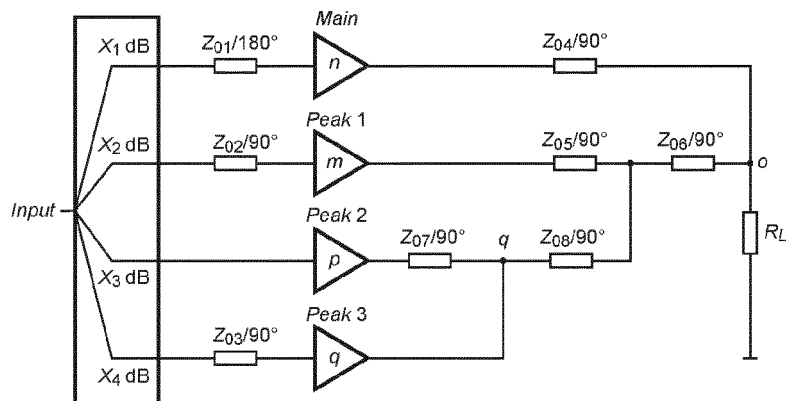 Main
X1 dB
Z01/180°
n
Z04/90°
Peak 1
X2 dB
Z02/90°
m
Z05/90°
Z06/90°
o
Input
Peak 2
X3 dB
p
Z07/90°
q
Z08/90°
RL
Peak 3
Z03/90°
q
X4 dB